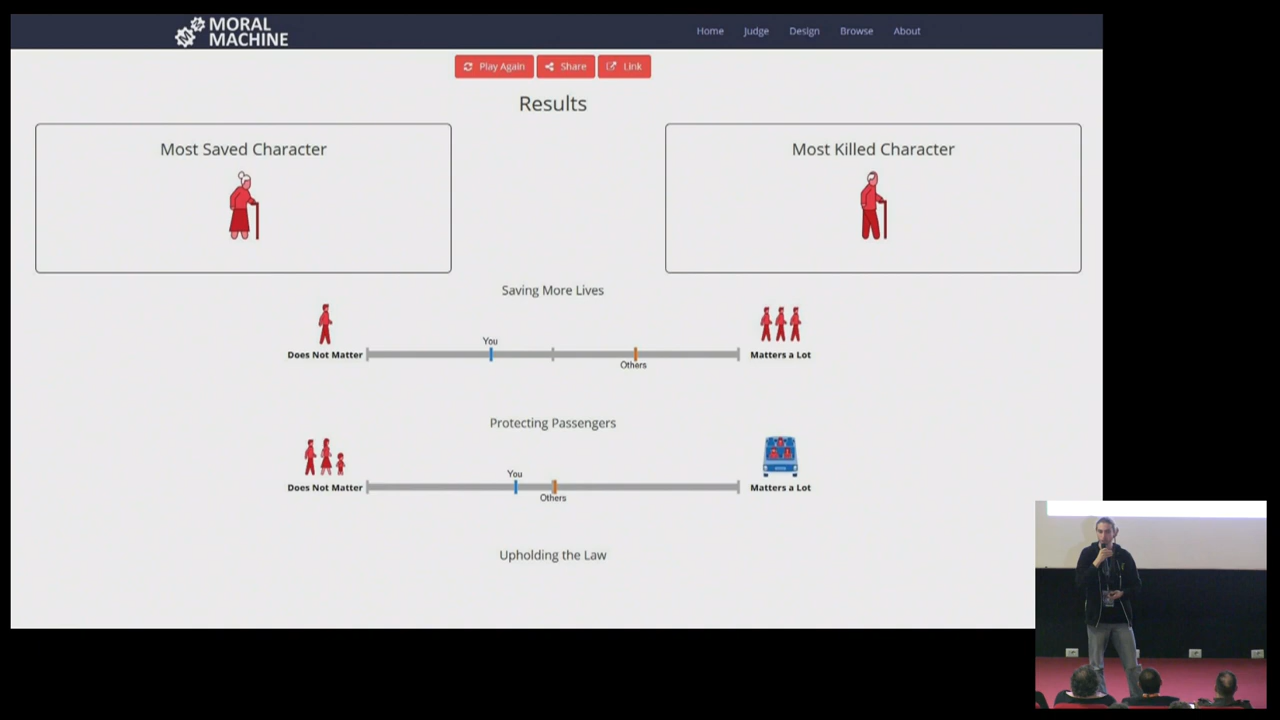 MORAL
MACHINE
Home Judge Design Browse About
Play Again Share Link
Results
Most Saved Character
Most Killed Character
Saving More Lives
You
Does Not Matter
Matters a Lot
Others
Protecting Passengers
You
Does Not Matter
Matters a Lot
Others
Upholding the Law